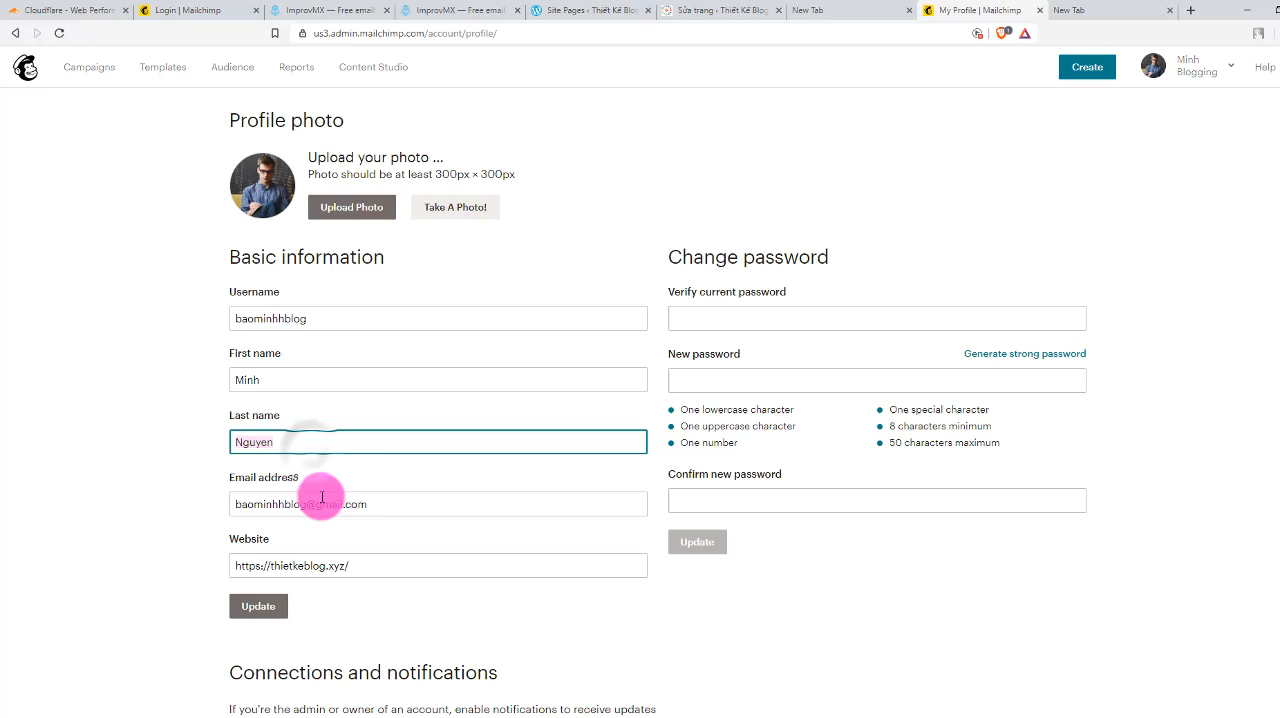 Cloudflare - Web Perform
Login | Mailchimp
ImprovMX — Free email
ImprovMX — Free email
Site Pages ‹ Thiết Kế Blog
Sửa trang ‹ Thiết Kế Blog
New Tab
My Profile | Mailchimp
New Tab
us3.admin.mailchimp.com/account/profile/
Campaigns
Templates
Audience
Reports
Content Studio
Create
Minh
Blogging
Help
Profile photo
Upload your photo ...
Photo should be at least 300px × 300px
Upload Photo
Take A Photo!
Basic information
Username
baominhhblog
First name
Minh
Last name
Nguyen
Email address
baominhhblog@gmail.com
Website
https://thietkeblog.xyz/
Update
Change password
Verify current password
New password
Generate strong password
One lowercase character
One special character
One uppercase character
8 characters minimum
One number
50 characters maximum
Confirm new password
Update
Connections and notifications
If you're the admin or owner of an account, enable notifications to receive updates